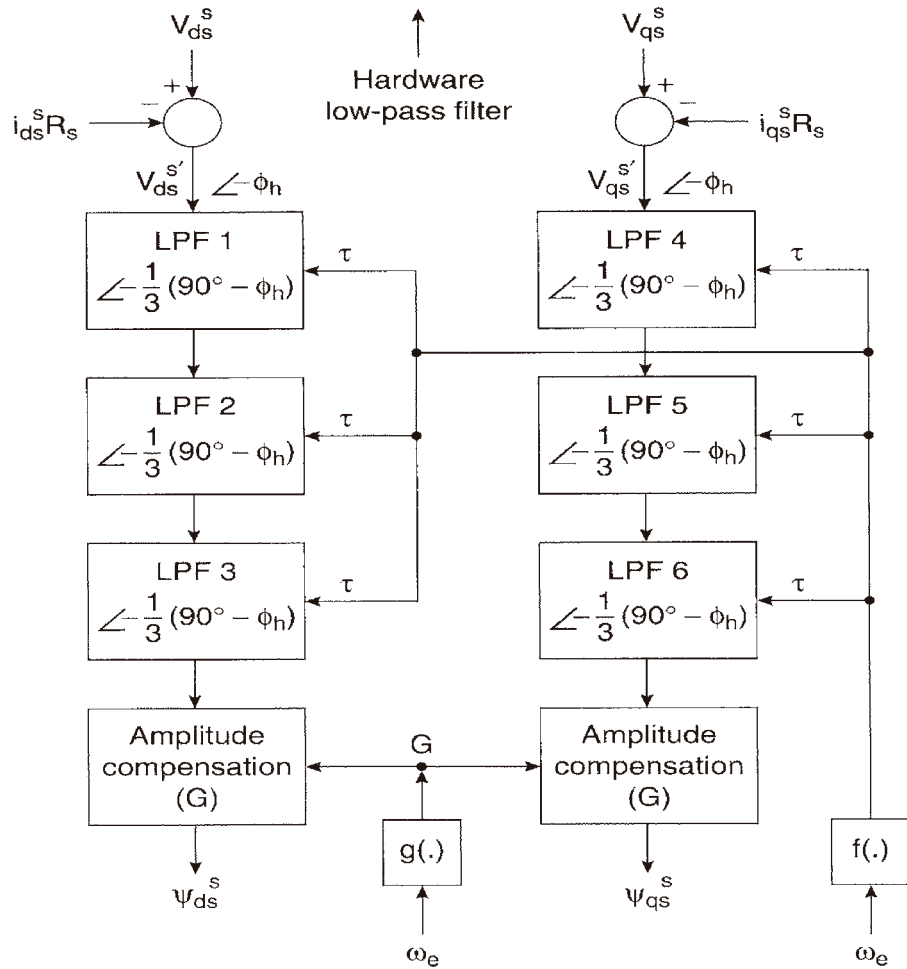 V_ds^s
V_qs^s
Hardware
low-pass filter
+
−
i_ds^s R_s
+
−
i_qs^s R_s
V_ds^s′ ∠-ϕ_h
V_qs^s′ ∠-ϕ_h
LPF 1
∠-1/3 (90° − ϕ_h)
τ
LPF 4
∠-1/3 (90° − ϕ_h)
τ
LPF 2
∠-1/3 (90° − ϕ_h)
τ
LPF 5
∠-1/3 (90° − ϕ_h)
τ
LPF 3
∠-1/3 (90° − ϕ_h)
τ
LPF 6
∠-1/3 (90° − ϕ_h)
τ
Amplitude
compensation
(G)
G
Amplitude
compensation
(G)
g(.)
f(.)
ψ_ds^s
ψ_qs^s
ω_e
ω_e